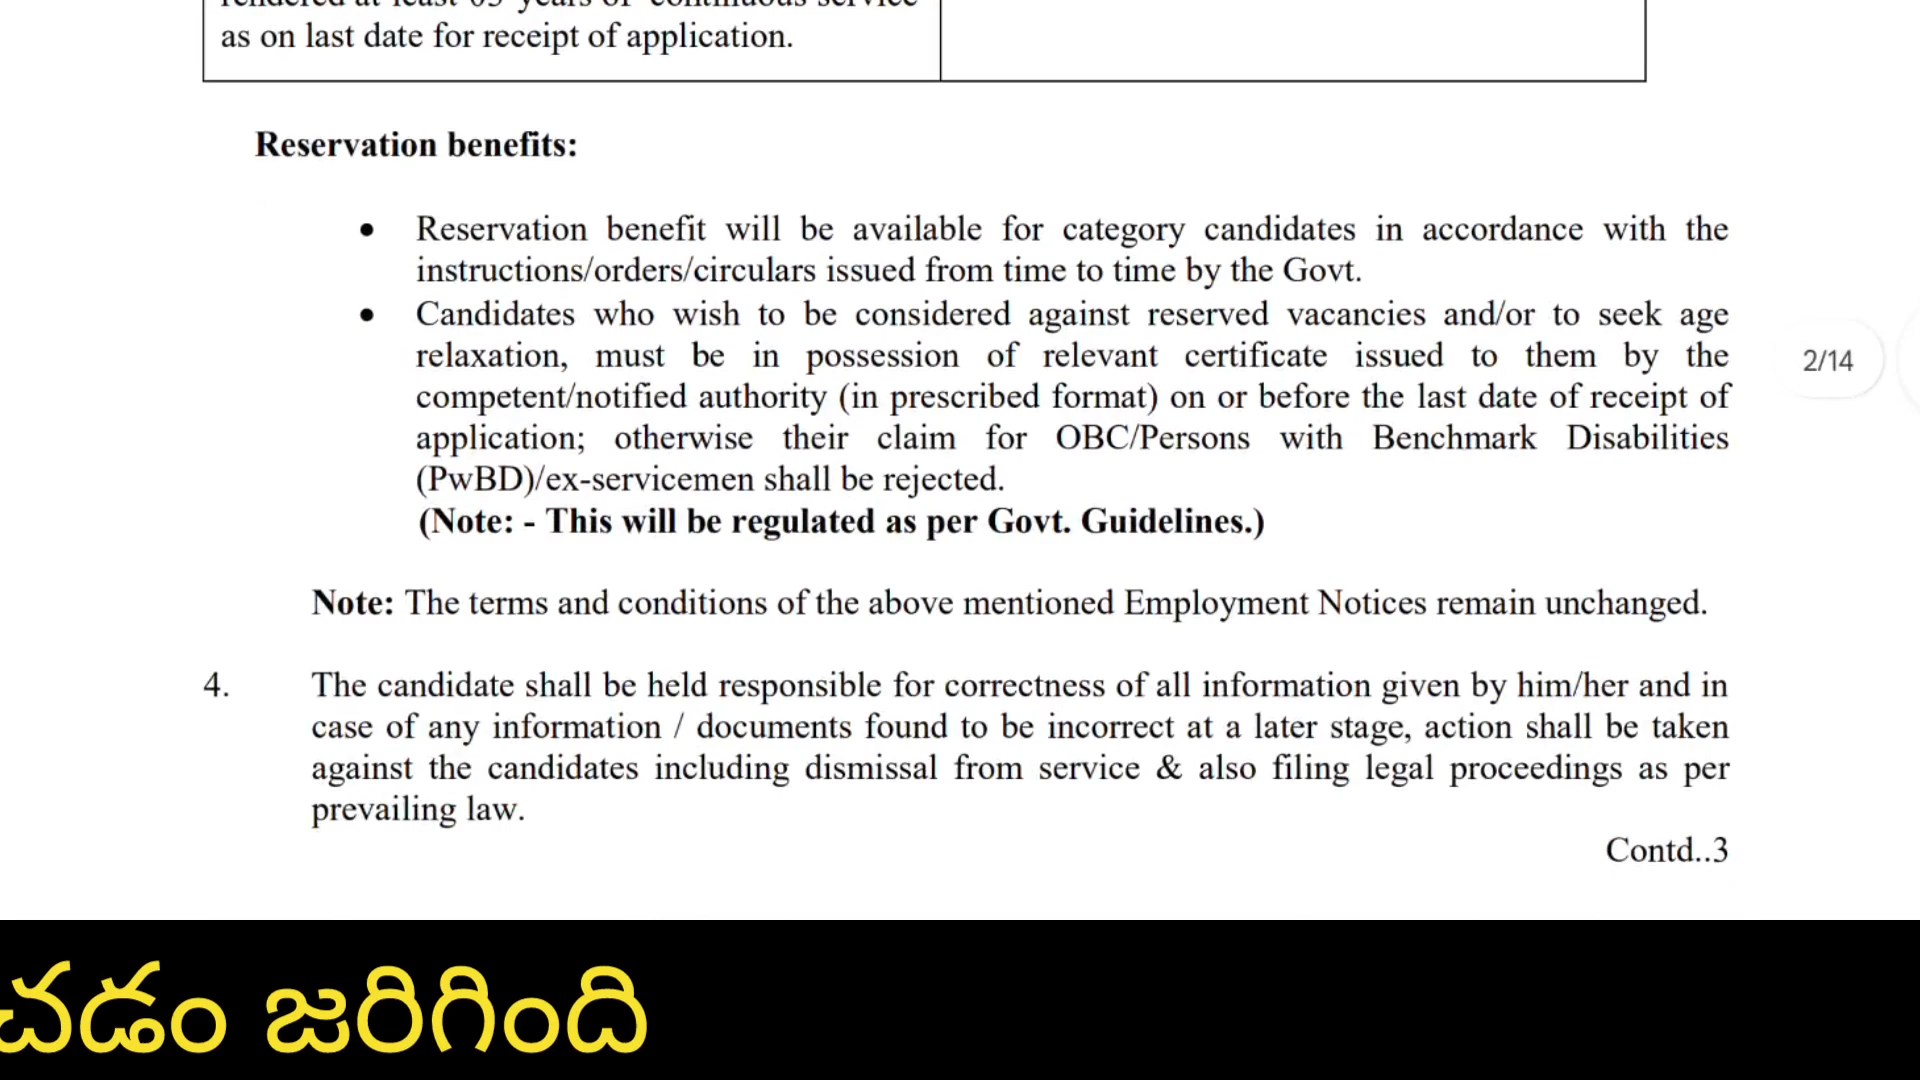 as on last date for receipt of application.
Reservation benefits:
• Reservation benefit will be available for category candidates in accordance with the
instructions/orders/circulars issued from time to time by the Govt.
• Candidates who wish to be considered against reserved vacancies and/or to seek age
relaxation, must be in possession of relevant certificate issued to them by the
competent/notified authority (in prescribed format) on or before the last date of receipt of
application; otherwise their claim for OBC/Persons with Benchmark Disabilities
(PwBD)/ex-servicemen shall be rejected.
(Note: - This will be regulated as per Govt. Guidelines.)
2/14
Note: The terms and conditions of the above mentioned Employment Notices remain unchanged.
4. The candidate shall be held responsible for correctness of all information given by him/her and in
case of any information / documents found to be incorrect at a later stage, action shall be taken
against the candidates including dismissal from service & also filing legal proceedings as per
prevailing law.
Contd..3
చడం జరిగింది